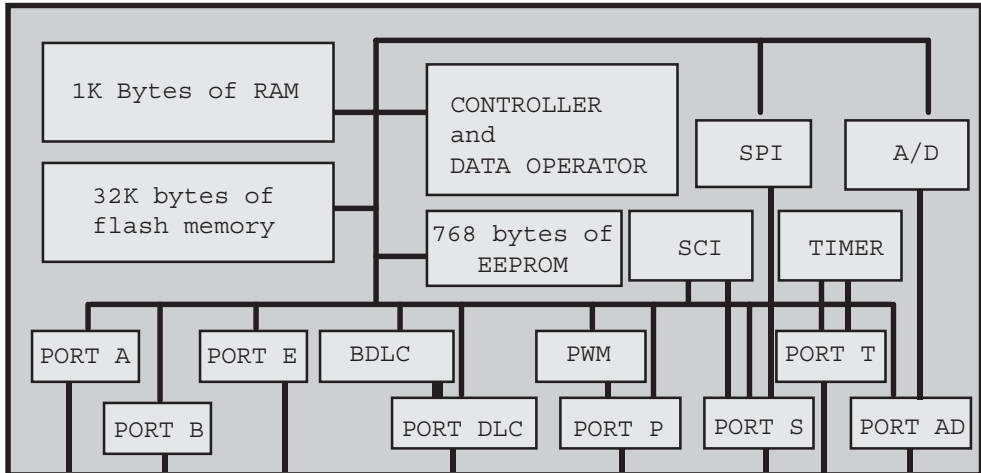 1K Bytes of RAM
CONTROLLER
and
DATA OPERATOR
SPI
A/D
32K bytes of
flash memory
768 bytes of
EEPROM
SCI
TIMER
PORT A
PORT E
BDLC
PWM
PORT T
PORT B
PORT DLC
PORT P
PORT S
PORT AD